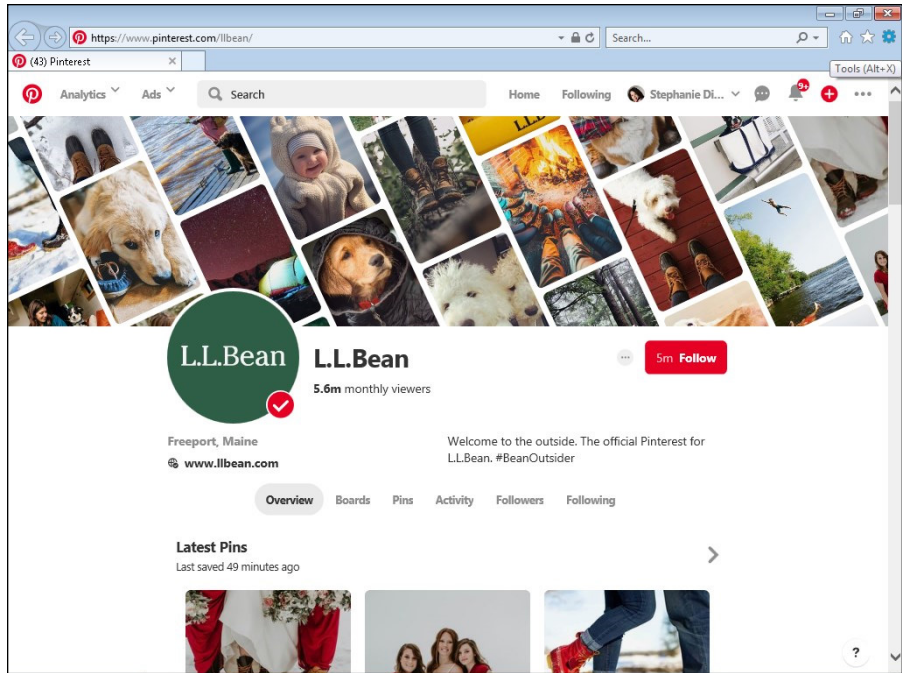 https://www.pinterest.com/llbean/
Search...
(43) Pinterest
Tools (Alt+X)
Analytics
Ads
Search
Home
Following
Stephanie Di...
9+
L.L.
L.L.Bean
L.L.Bean
5m Follow
5.6m monthly viewers
Freeport, Maine
www.llbean.com
Welcome to the outside. The official Pinterest for
L.L.Bean. #BeanOutsider
Overview Boards Pins Activity Followers Following
Latest Pins
Last saved 49 minutes ago
?